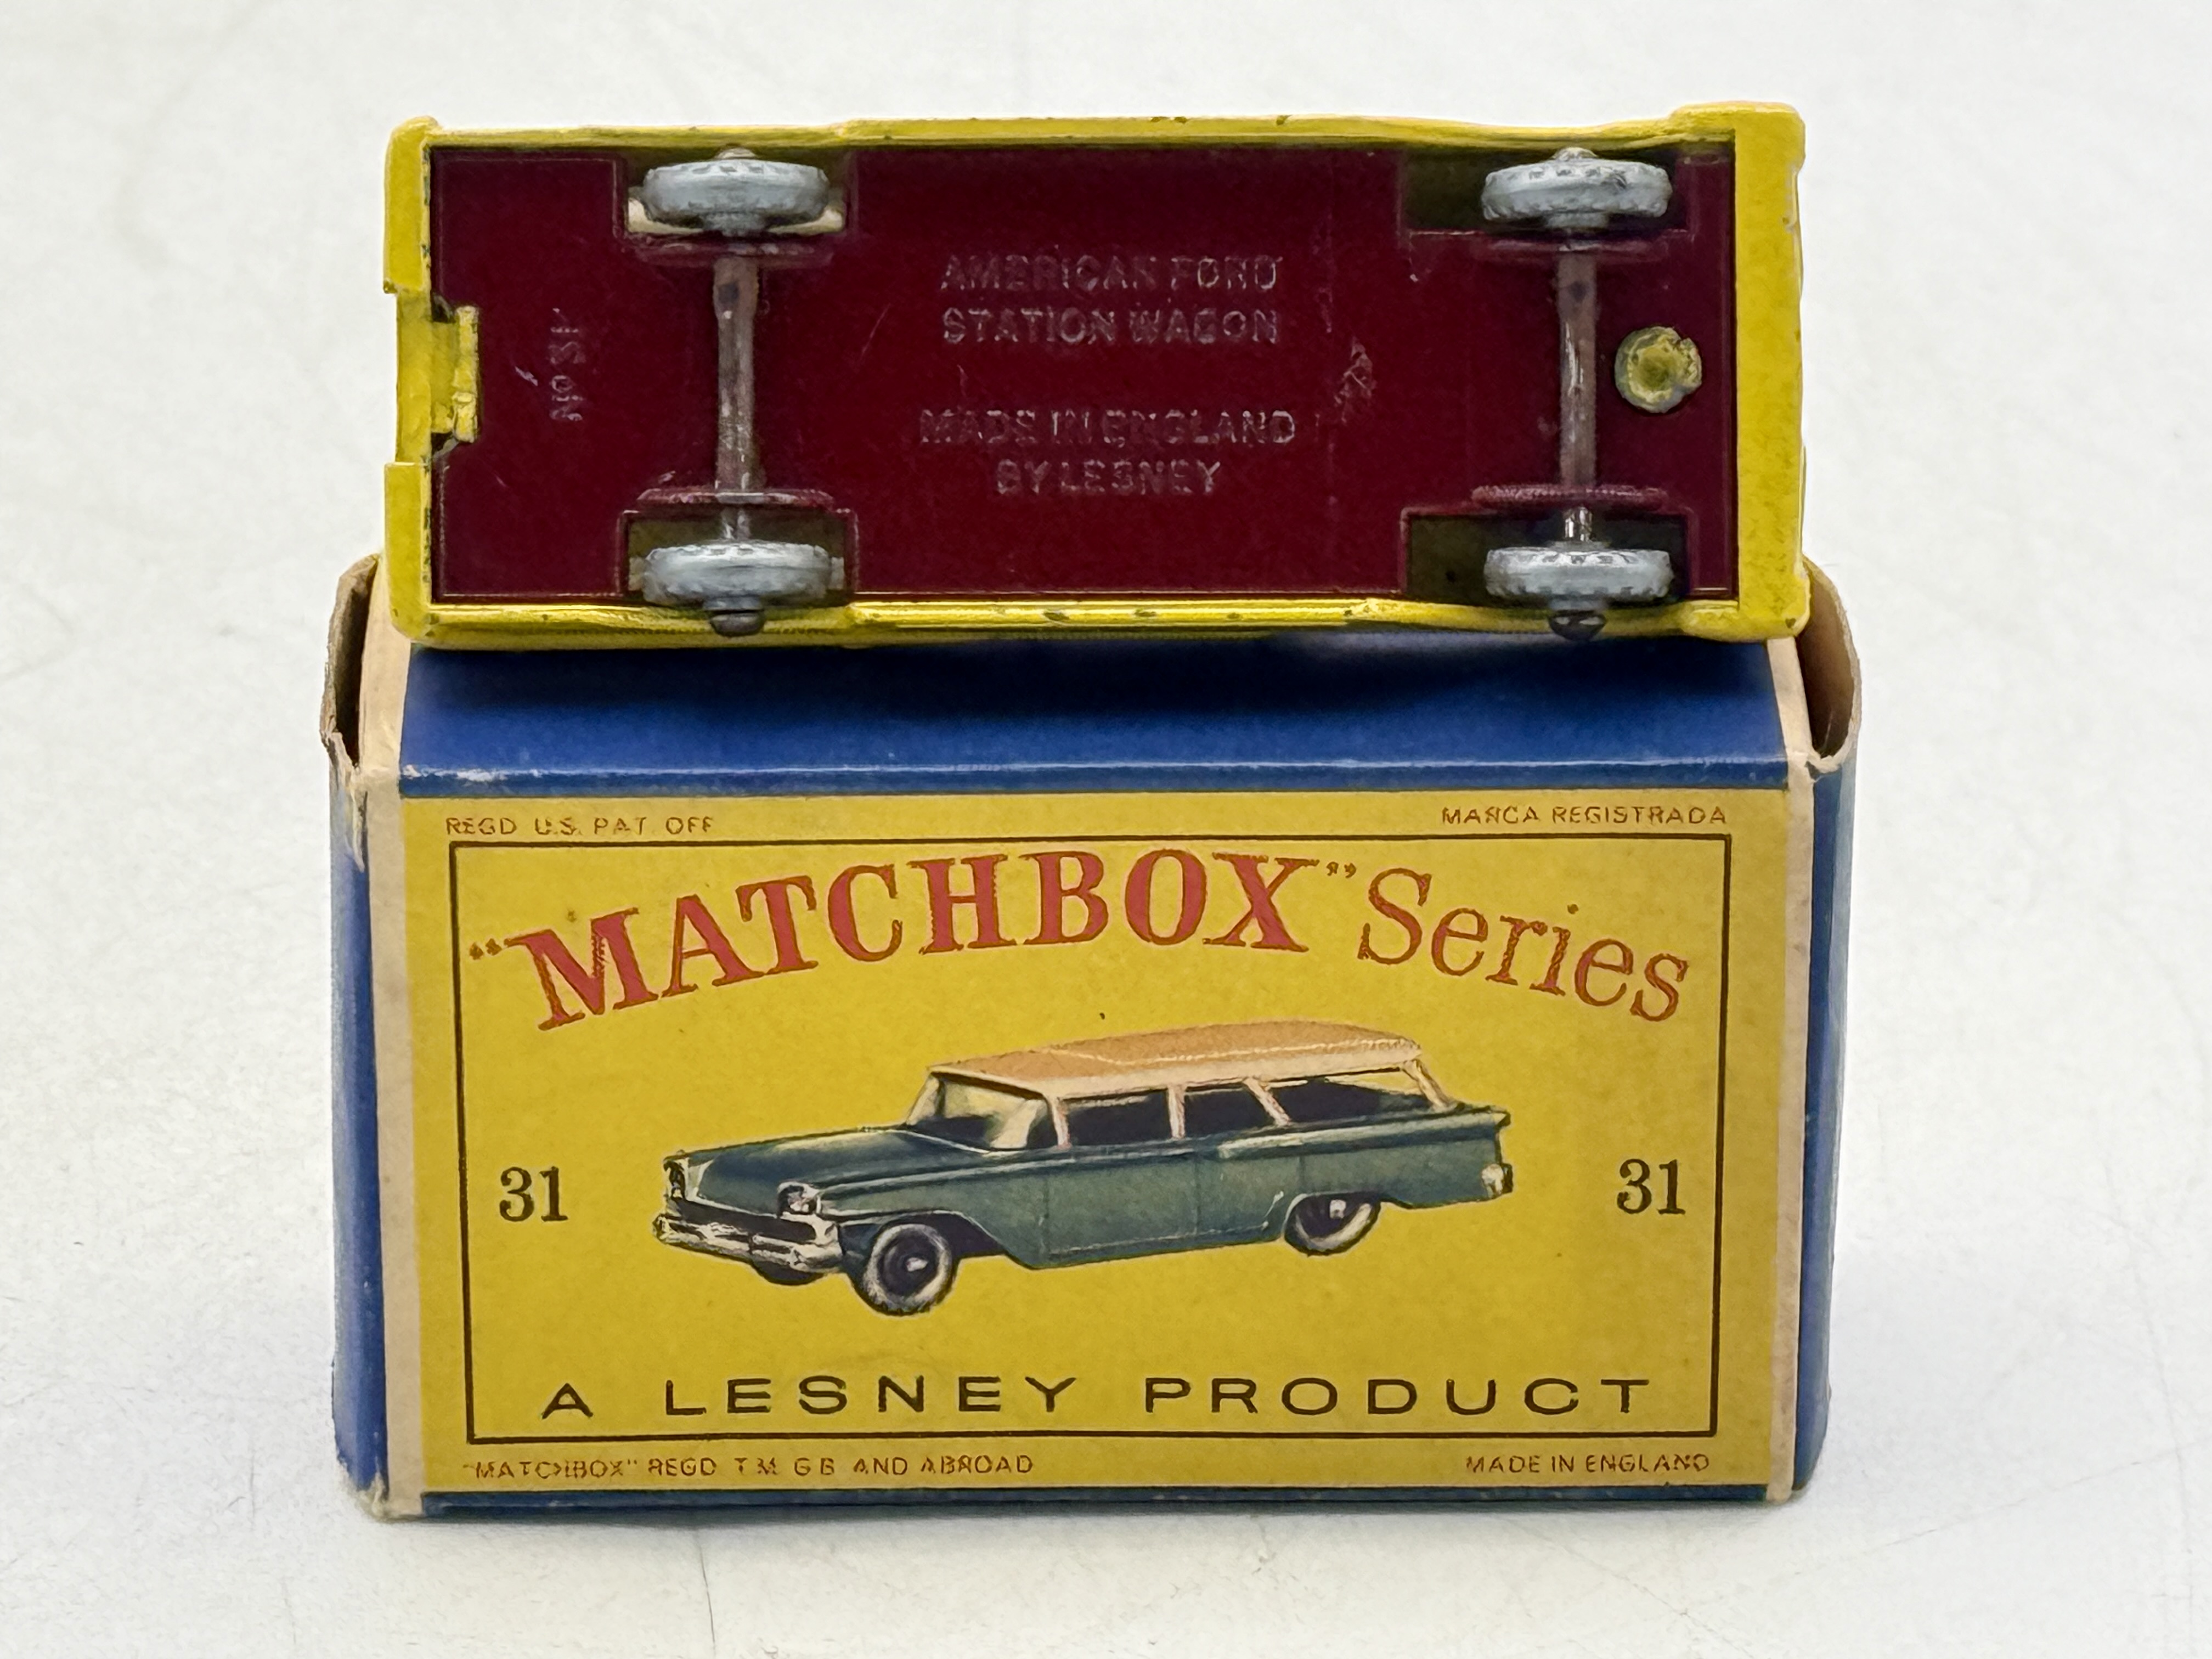 No 31
AMERICAN FORD
STATION WAGON
MADE IN ENGLAND
BY LESNEY
REGD U.S. PAT OFF
MARCA REGISTRADA
"MATCHBOX" Series
31
31
A LESNEY PRODUCT
"MATCHBOX" REGD T M G B AND ABROAD
MADE IN ENGLAND